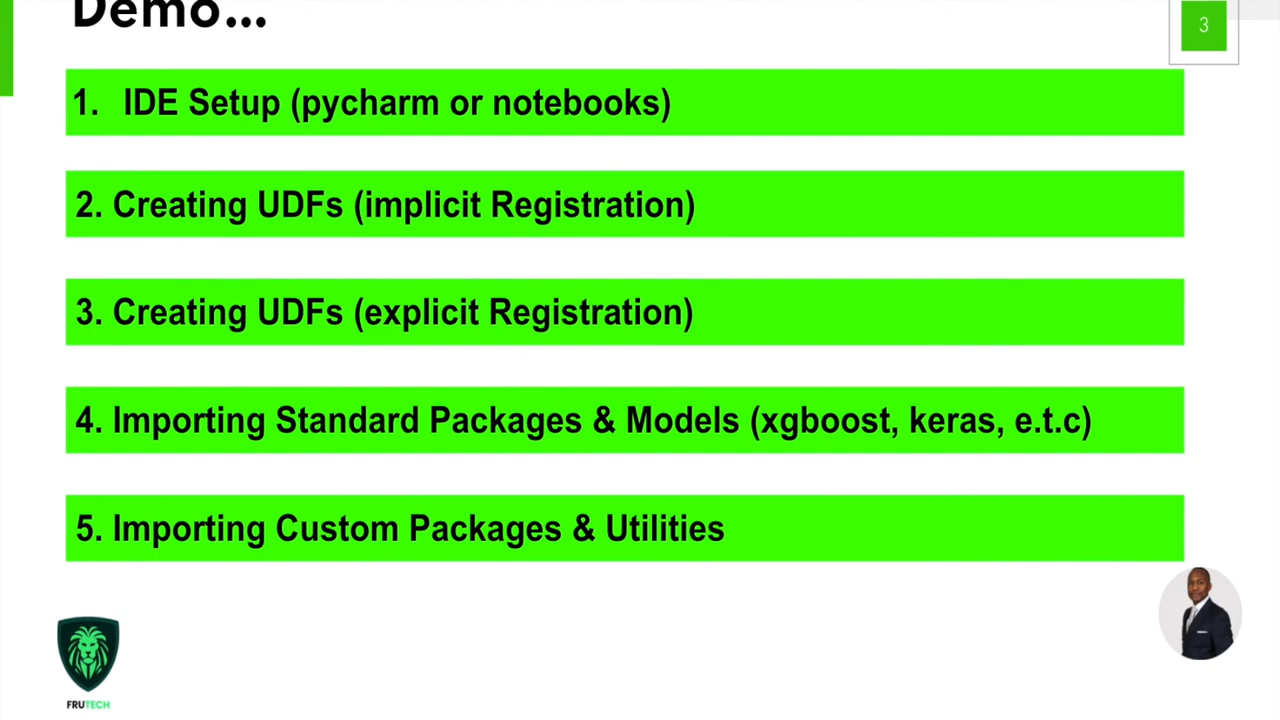 Demo...
3
1. IDE Setup (pycharm or notebooks)
2. Creating UDFs (implicit Registration)
3. Creating UDFs (explicit Registration)
4. Importing Standard Packages & Models (xgboost, keras, e.t.c)
5. Importing Custom Packages & Utilities
FRUTECH